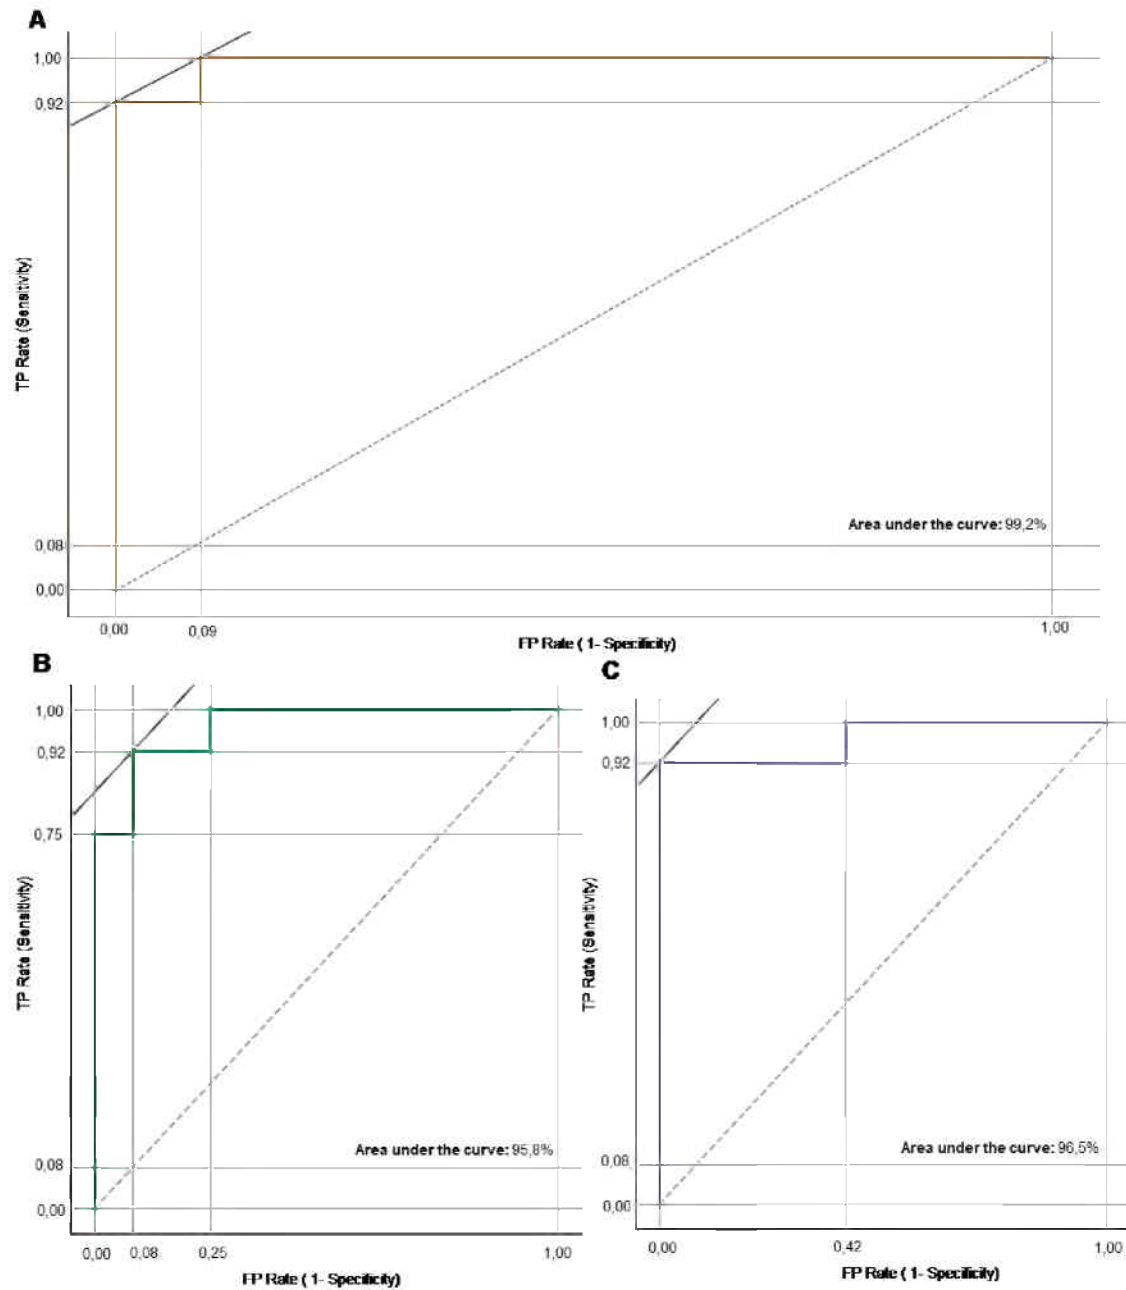 A
1,00
0,92
TP Rate (Sensitivity)
Area under the curve: 99,2%
0,08
0,00
0,00 0,09 1,00
FP Rate ( 1- Specificity)
B
1,00
0,92
0,75
TP Rate (Sensitivity)
Area under the curve: 95,8%
0,08
0,00
0,00 0,08 0,25 1,00
FP Rate ( 1- Specificity)
C
1,00
0,92
TP Rate (Sensitivity)
Area under the curve: 96,5%
0,08
0,00
0,00 0,42 1,00
FP Rate ( 1- Specificity)